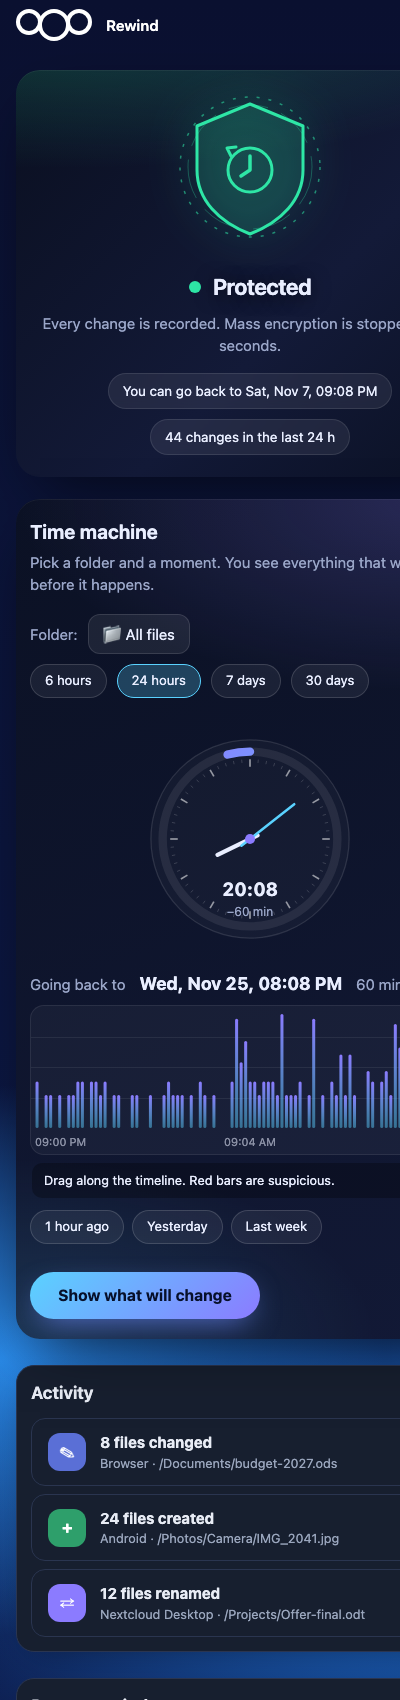 Rewind
Protected
Every change is recorded. Mass encryption is
seconds.
You can go back to Sat, Nov 7, 09:08 PM
44 changes in the last 24 h
Time machine
Pick a folder and a moment. You see everything that
before it happens.
Folder: All files
6 hours 24 hours 7 days 30 days
20:08
−60 min
Going back to Wed, Nov 25, 08:08 PM 60
09:00 PM 09:04 AM
Drag along the timeline. Red bars are suspicious.
1 hour ago Yesterday Last week
Show what will change
Activity
8 files changed
Browser · /Documents/budget-2027.ods
24 files created
Android · /Photos/Camera/IMG_2041.jpg
12 files renamed
Nextcloud Desktop · /Projects/Offer-final.odt